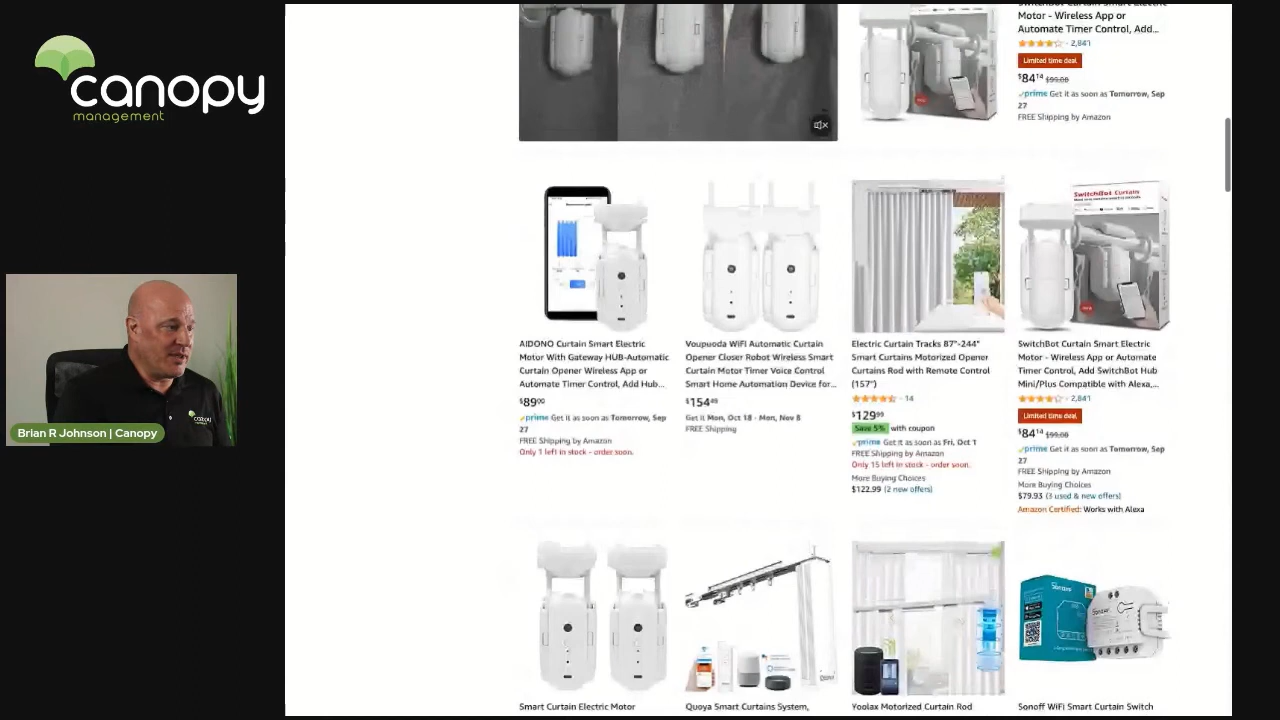 canopy
management
Brian R Johnson | Canopy
Motor - Wireless App or
Automate Timer Control, Add...
2,841
Limited time deal
$84.14 $99.00
prime Get it as soon as Tomorrow, Sep
27
FREE Shipping by Amazon
AIDONO Curtain Smart Electric
Motor With Gateway HUB-Automatic
Curtain Opener Wireless App or
Automate Timer Control, Add Hub...
$89.00
prime Get it as soon as Tomorrow, Sep
27
FREE Shipping by Amazon
Only 1 left in stock - order soon.
Voupuoda WiFi Automatic Curtain
Opener Closer Robot Wireless Smart
Curtain Motor Timer Voice Control
Smart Home Automation Device for...
$154.49
Get it Mon, Oct 18 - Mon, Nov 8
FREE Shipping
Electric Curtain Tracks 87"-244"
Smart Curtains Motorized Opener
Curtains Rod with Remote Control
(157")
14
$129.99
Save 5% with coupon
prime Get it as soon as Fri, Oct 1
FREE Shipping by Amazon
Only 15 left in stock - order soon.
More Buying Choices
$122.99 (2 new offers)
SwitchBot Curtain
SwitchBot Curtain Smart Electric
Motor - Wireless App or Automate
Timer Control, Add SwitchBot Hub
Mini/Plus Compatible with Alexa,...
2,841
Limited time deal
$84.14 $99.00
prime Get it as soon as Tomorrow, Sep
27
FREE Shipping by Amazon
More Buying Choices
$79.93 (3 used & new offers)
Amazon Certified: Works with Alexa
Smart Curtain Electric Motor
Quoya Smart Curtains System,
Yoolax Motorized Curtain Rod
Sonoff
Sonoff WiFi Smart Curtain Switch